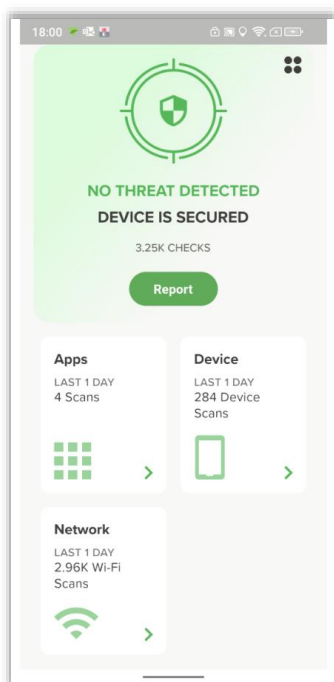 18:00
NO THREAT DETECTED
DEVICE IS SECURED
3.25K CHECKS
Report
Apps
LAST 1 DAY
4 Scans
Device
LAST 1 DAY
284 Device
Scans
Network
LAST 1 DAY
2.96K Wi-Fi
Scans